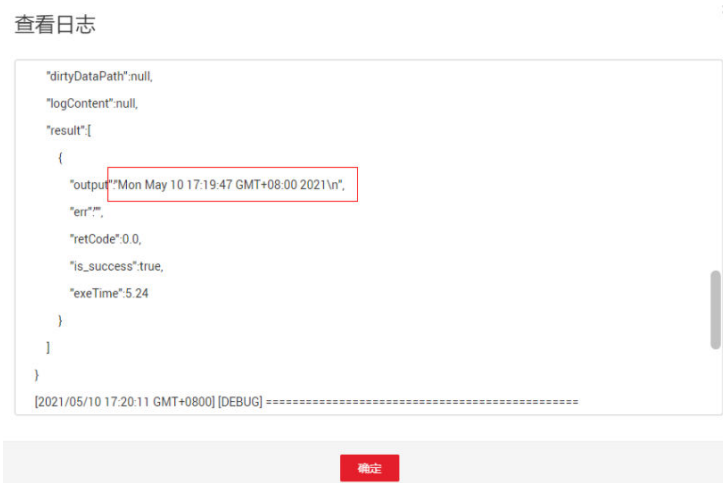 查看日志
"dirtyDataPath":null,
"logContent":null,
"result":[
{
"output":"Mon May 10 17:19:47 GMT+08:00 2021\n",
"err":"",
"retCode":0.0,
"is_success":true,
"exeTime":5.24
}
]
}
[2021/05/10 17:20:11 GMT+0800] [DEBUG] ===============================================
确定